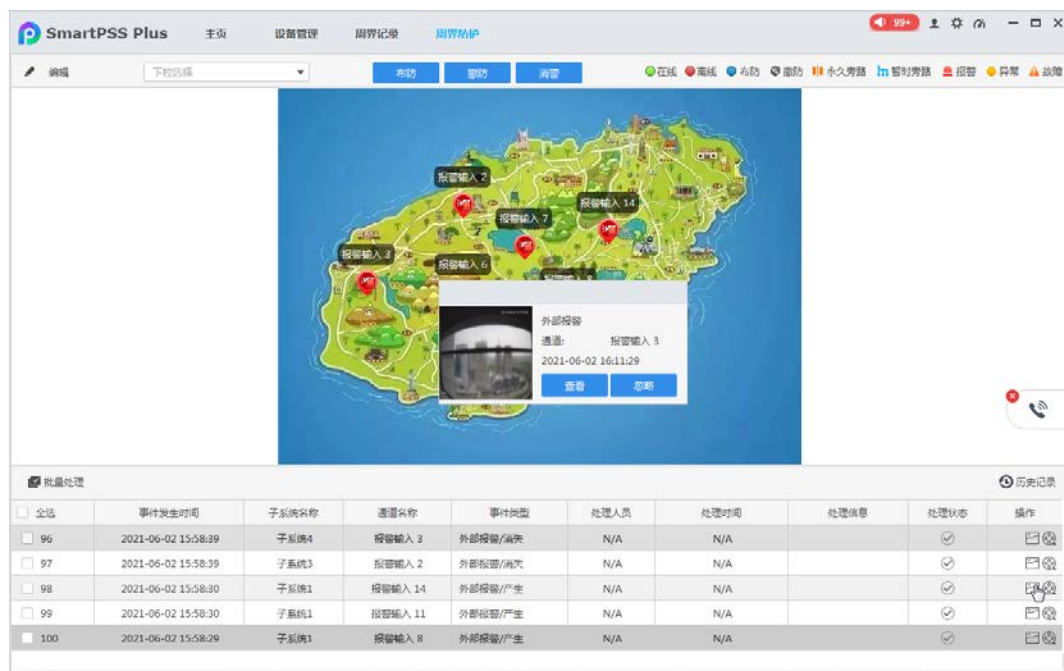 SmartPSS Plus 主页 设备管理 周界记录 周界防护 99+
编辑 下拉选择 布防 撤防 消警 在线 离线 布防 撤防 永久旁路 暂时旁路 报警 异常 故障
报警输入 2
报警输入 14
报警输入 7
报警输入 3
报警输入 6
外部报警
通道: 报警输入 3
2021-06-02 16:11:29
查看 忽略
批量处理 历史记录
全选 事件发生时间 子系统名称 通道名称 事件类型 处理人员 处理时间 处理信息 处理状态 操作
96 2021-06-02 15:58:39 子系统4 报警输入 3 外部报警/消失 N/A N/A
97 2021-06-02 15:58:39 子系统3 报警输入 2 外部报警/消失 N/A N/A
98 2021-06-02 15:58:30 子系统1 报警输入 14 外部报警/产生 N/A N/A
99 2021-06-02 15:58:30 子系统1 报警输入 11 外部报警/产生 N/A N/A
100 2021-06-02 15:58:29 子系统1 报警输入 8 外部报警/产生 N/A N/A